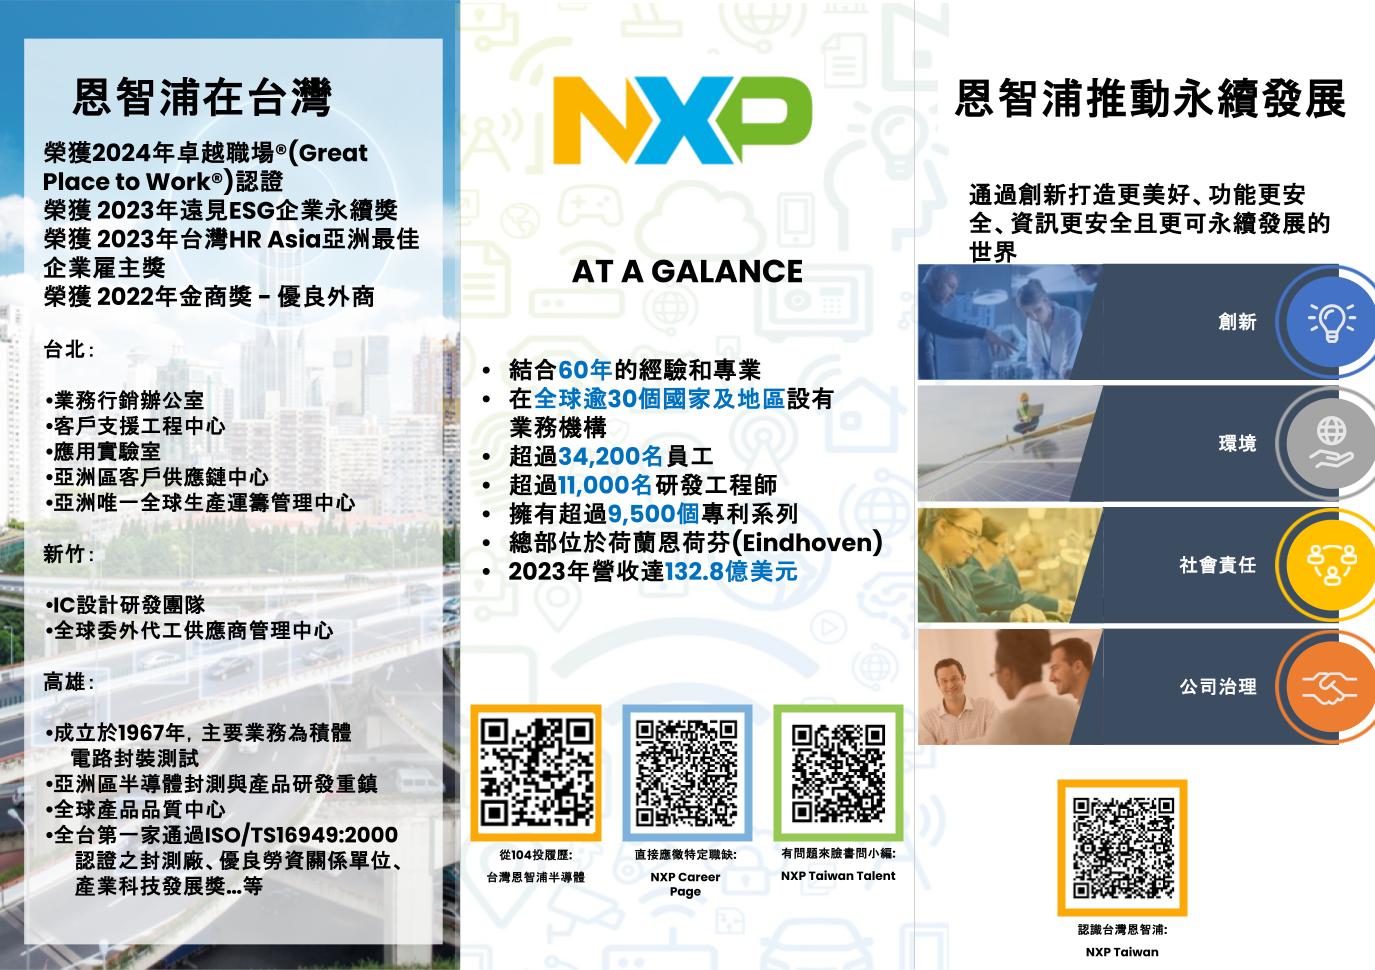 恩智浦在台灣
榮獲2024年卓越職場®(Great
Place to Work®)認證
榮獲 2023年遠見ESG企業永續獎
榮獲 2023年台灣HR Asia亞洲最佳
企業雇主獎
榮獲 2022年金商獎 – 優良外商
台北:
•業務行銷辦公室
•客戶支援工程中心
•應用實驗室
•亞洲區客戶供應鏈中心
•亞洲唯一全球生產運籌管理中心
新竹:
•IC設計研發團隊
•全球委外代工供應商管理中心
高雄:
•成立於1967年, 主要業務為積體
電路封裝測試
•亞洲區半導體封測與產品研發重鎮
•全球產品品質中心
•全台第一家通過ISO/TS16949:2000
認證之封測廠、優良勞資關係單位、
產業科技發展獎...等
NXP
AT A GALANCE
• 結合60年的經驗和專業
• 在全球逾30個國家及地區設有
業務機構
• 超過34,200名員工
• 超過11,000名研發工程師
• 擁有超過9,500個專利系列
• 總部位於荷蘭恩荷芬(Eindhoven)
• 2023年營收達132.8億美元
從104投履歷:
台灣恩智浦半導體
直接應徵特定職缺:
NXP Career
Page
有問題來臉書問小編:
NXP Taiwan Talent
恩智浦推動永續發展
通過創新打造更美好、功能更安
全、資訊更安全且更可永續發展的
世界
創新
環境
社會責任
公司治理
認識台灣恩智浦:
NXP Taiwan